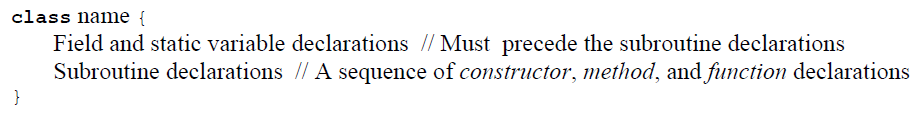 class name {
Field and static variable declarations // Must precede the subroutine declarations
Subroutine declarations // A sequence of constructor, method, and function declarations
}